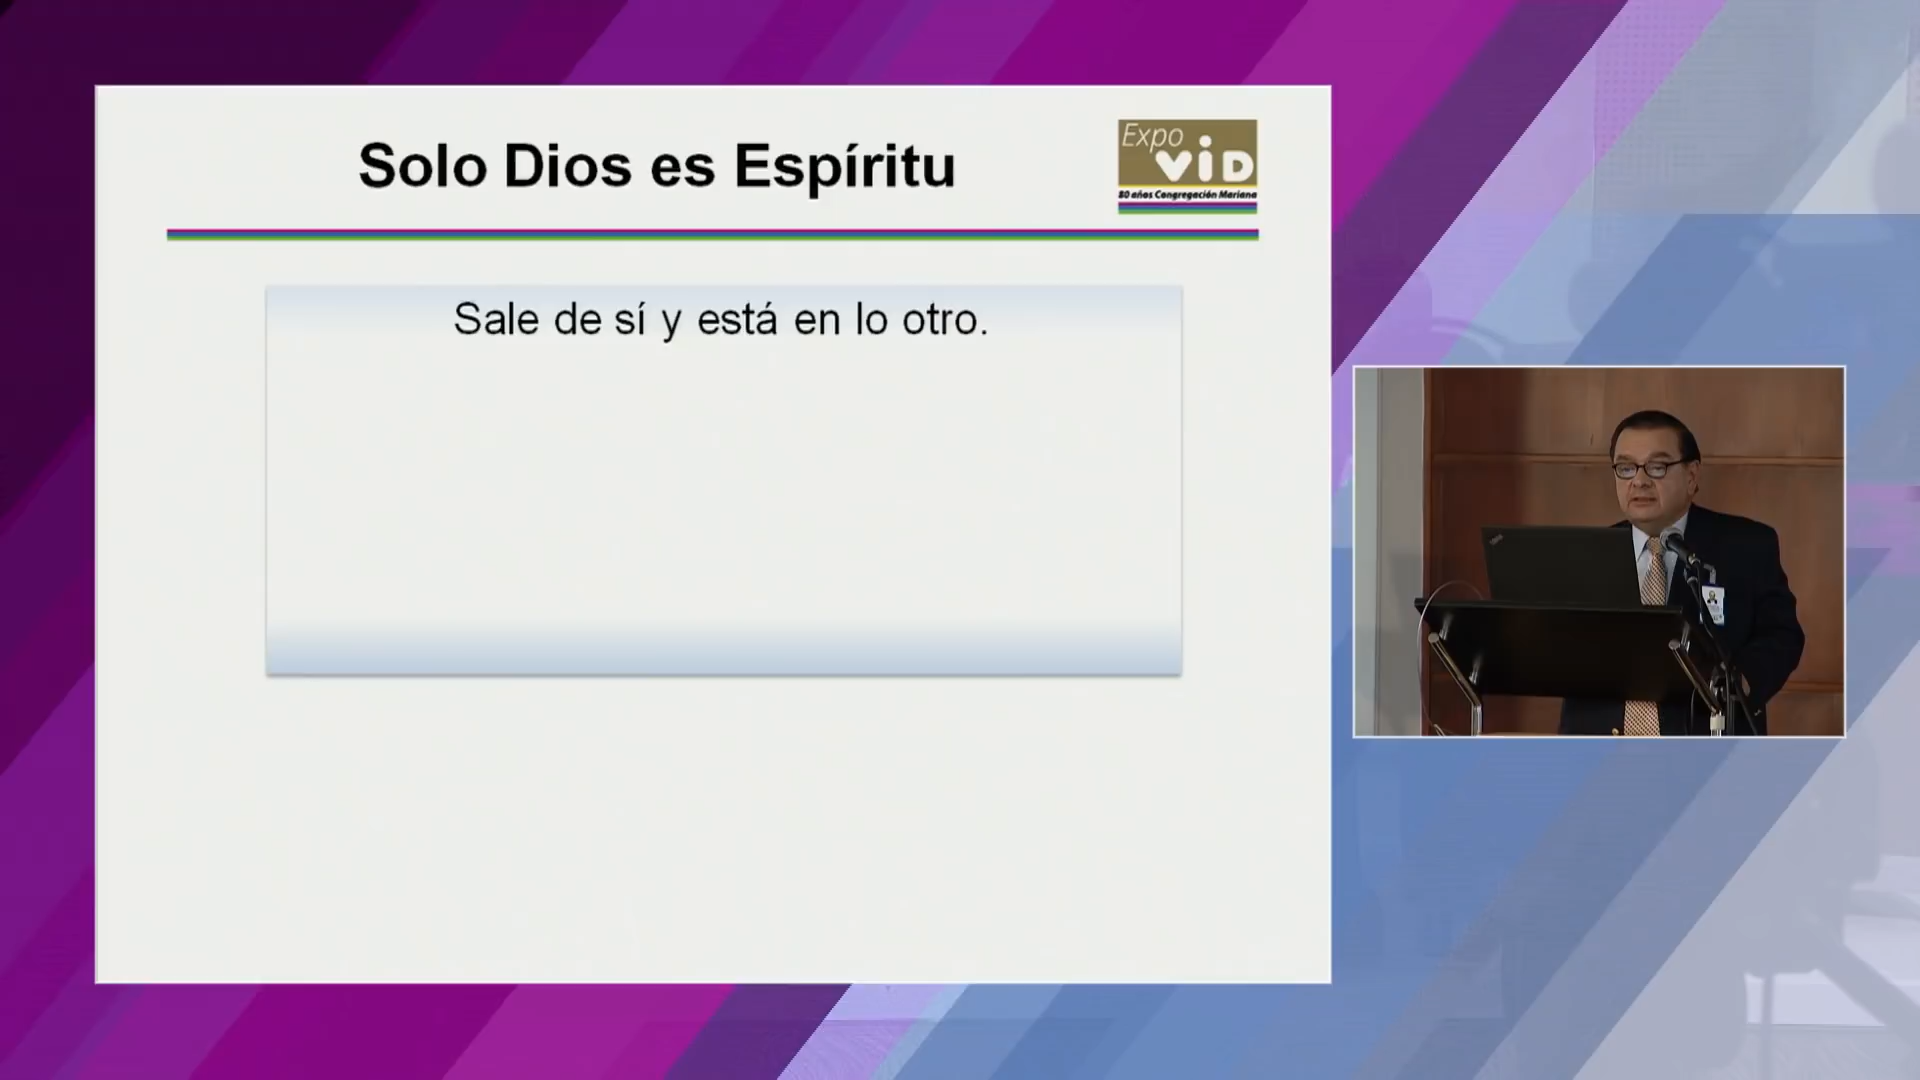 Solo Dios es Espíritu
Expo
ViD
80 años Congregación Mariana
Sale de sí y está en lo otro.